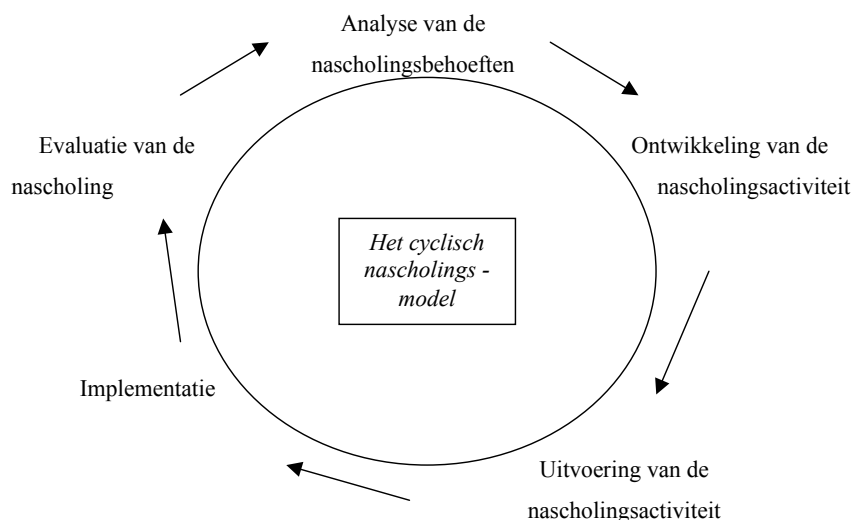 Analyse van de
nascholingsbehoeften
Ontwikkeling van de
nascholingsactiviteit
Uitvoering van de
nascholingsactiviteit
Implementatie
Evaluatie van de
nascholing
Het cyclisch
nascholings -
model